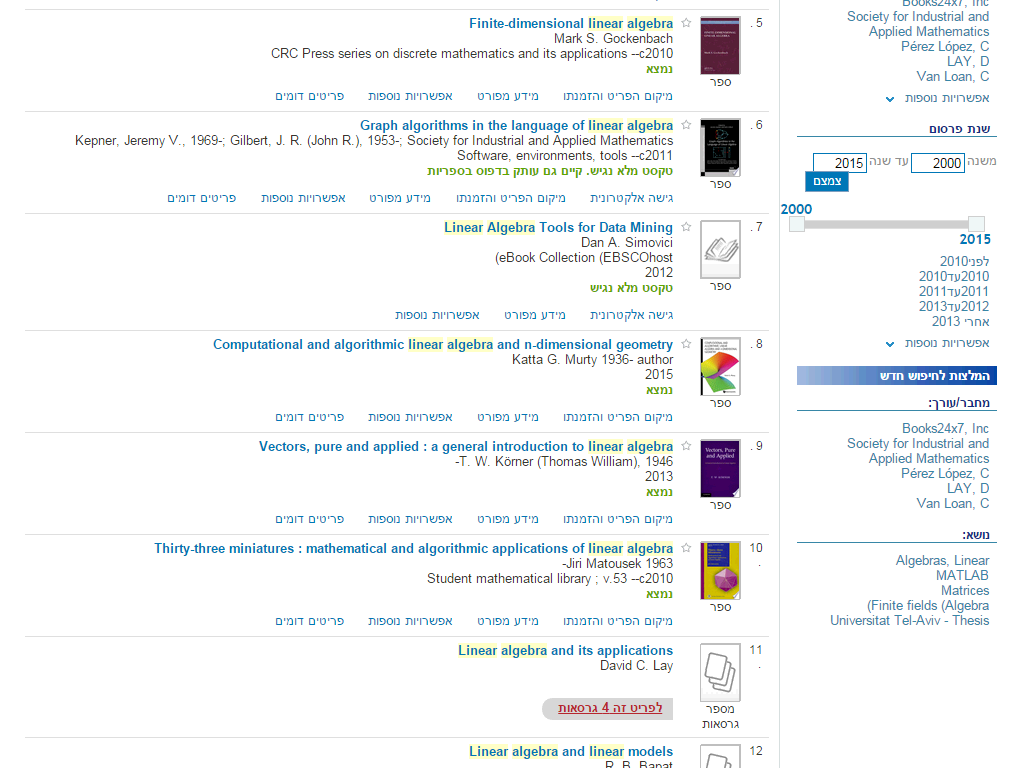 5 .
Finite-dimensional linear algebra
Mark S. Gockenbach
CRC Press series on discrete mathematics and its applications --c2010
נמצא
ספר
מיקום הפריט והזמנתו
מידע מפורט
אפשרויות נוספות
פריטים דומים
6 .
Graph algorithms in the language of linear algebra
Kepner, Jeremy V., 1969-; Gilbert, J. R. (John R.), 1953-; Society for Industrial and Applied Mathematics
Software, environments, tools --c2011
טקסט מלא נגיש. קיים גם עותק בדפוס בספריות
ספר
גישה אלקטרונית
מיקום הפריט והזמנתו
מידע מפורט
אפשרויות נוספות
פריטים דומים
7 .
Linear Algebra Tools for Data Mining
Dan A. Simovici
(eBook Collection (EBSCOhost
2012
טקסט מלא נגיש
ספר
גישה אלקטרונית
מידע מפורט
אפשרויות נוספות
8 .
Computational and algorithmic linear algebra and n-dimensional geometry
Katta G. Murty 1936- author
2015
נמצא
ספר
מיקום הפריט והזמנתו
מידע מפורט
אפשרויות נוספות
פריטים דומים
9 .
Vectors, pure and applied : a general introduction to linear algebra
-T. W. Körner (Thomas William), 1946
2013
נמצא
Vectors, Pure
and Applied
ספר
מיקום הפריט והזמנתו
מידע מפורט
אפשרויות נוספות
פריטים דומים
10
.
Thirty-three miniatures : mathematical and algorithmic applications of linear algebra
-Jiri Matousek 1963
Student mathematical library ; v.53 --c2010
נמצא
ספר
מיקום הפריט והזמנתו
מידע מפורט
אפשרויות נוספות
פריטים דומים
11
.
Linear algebra and its applications
David C. Lay
לפריט זה 4 גרסאות
מספר
גרסאות
12
Linear algebra and linear models
R. B. Bapat
Books24x7, Inc
Society for Industrial and
Applied Mathematics
Pérez López, C
LAY, D
Van Loan, C
אפשרויות נוספות
שנת פרסום
משנה 2000 עד שנה 2015
צמצם
2000
2015
לפני2010
2010עד2010
2011עד2011
2012עד2013
אחרי 2013
אפשרויות נוספות
המלצות לחיפוש חדש
מחבר/עורך:
Books24x7, Inc
Society for Industrial and
Applied Mathematics
Pérez López, C
LAY, D
Van Loan, C
נושא:
Algebras, Linear
MATLAB
Matrices
(Finite fields (Algebra
Universitat Tel-Aviv - Thesis